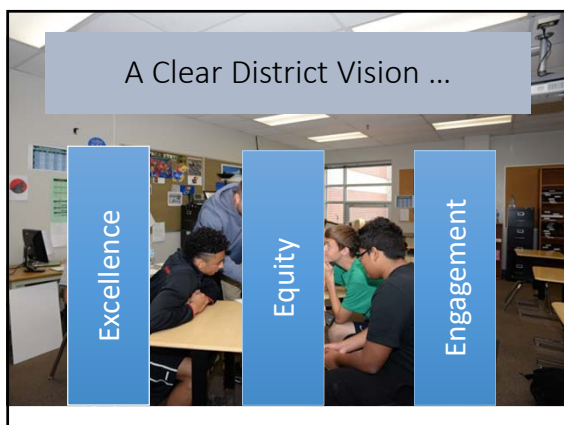 A Clear District Vision ...
Excellence
Equity
Engagement